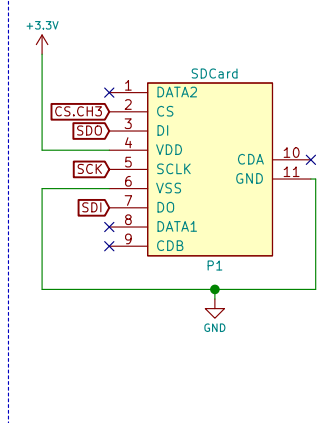 +3.3V
SDCard
1 DATA2
CS.CH3 2 CS
SDO 3 DI
4 VDD
CDA 10
SCK 5 SCLK
GND 11
6 VSS
SDI 7 DO
8 DATA1
9 CDB
P1
GND